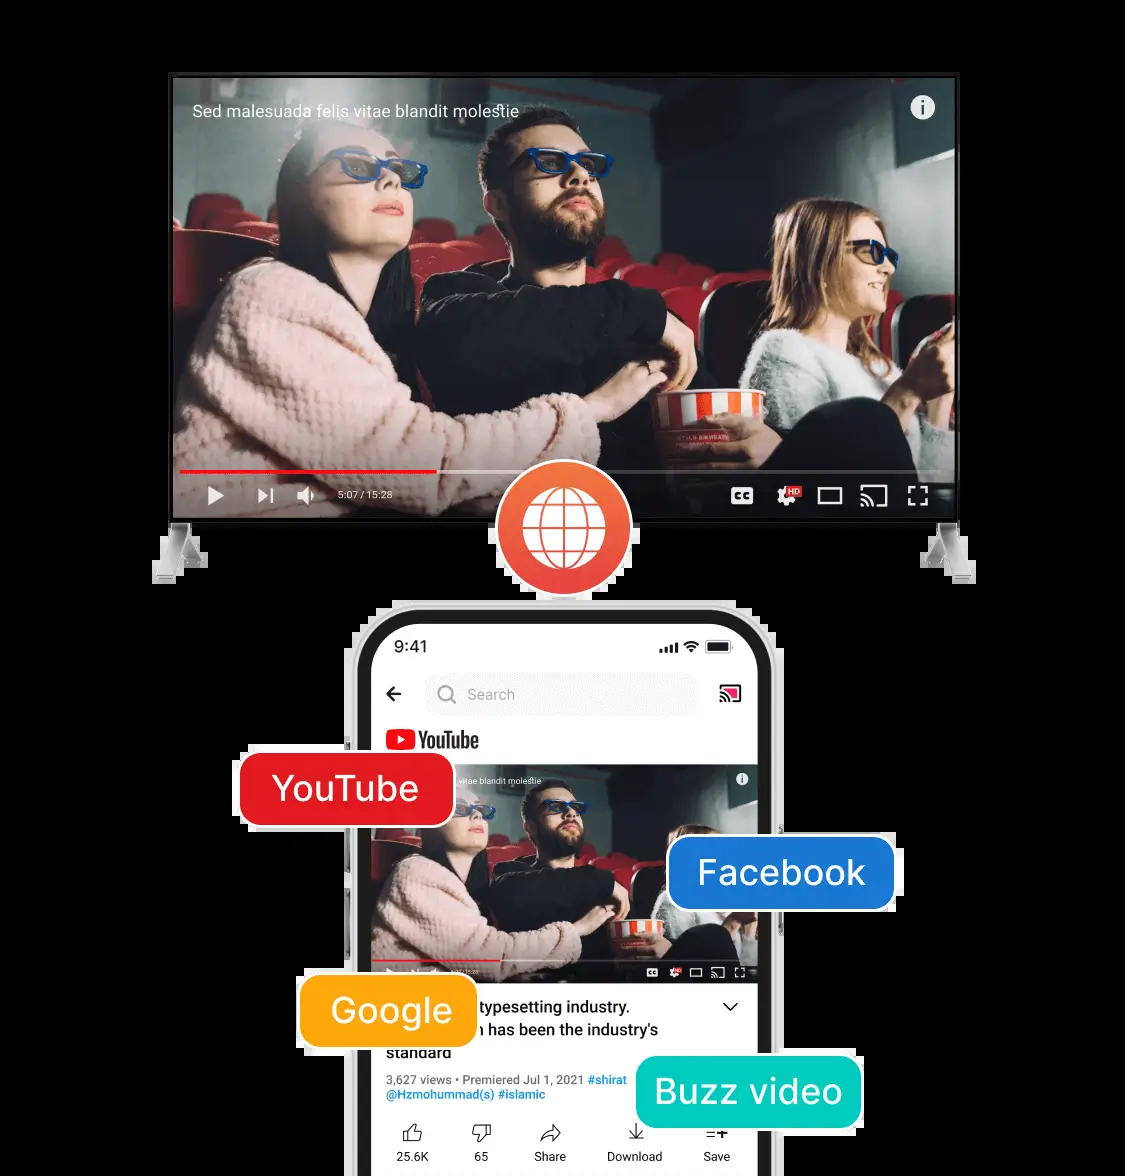 Sed malesuada felis vitae blandit molestie
i
5:07 / 15:28
CC
HD
9:41
Search
YouTube
YouTube
vitae blandit molestie
i
Facebook
CC
Google
typesetting industry.
has been the industry's
standard
3,627 views • Premiered Jul 1, 2021 #shirat
@Hzmohummad(s) #islamic
Buzz video
25.6K
65
Share
Download
Save